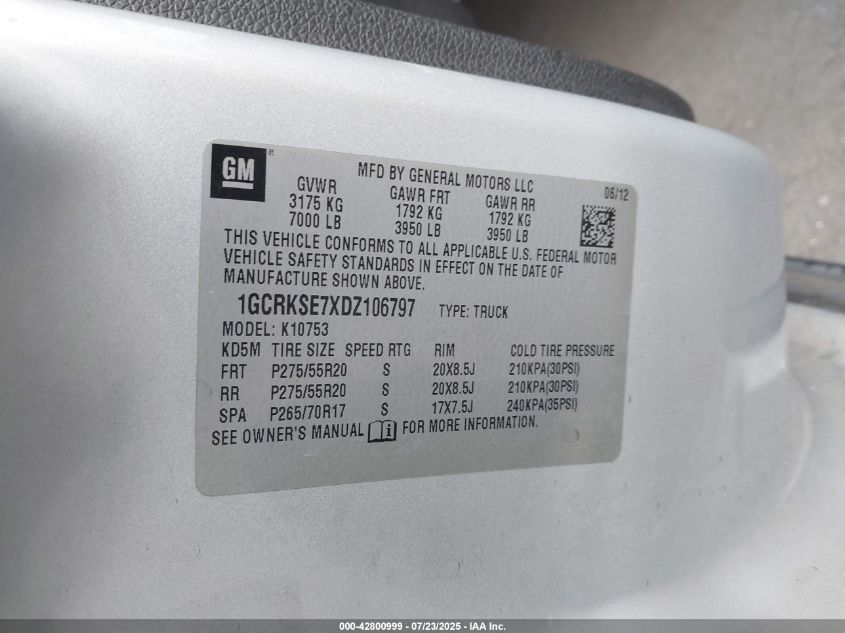 GM
MFD BY GENERAL MOTORS LLC
06/12
GVWR GAWR FRT GAWR RR
3175 KG 1792 KG 1792 KG
7000 LB 3950 LB 3950 LB
THIS VEHICLE CONFORMS TO ALL APPLICABLE U.S. FEDERAL MOTOR
VEHICLE SAFETY STANDARDS IN EFFECT ON THE DATE OF
MANUFACTURE SHOWN ABOVE.
1GCRKSE7XDZ106797 TYPE: TRUCK
MODEL: K10753
KD5M TIRE SIZE SPEED RTG RIM COLD TIRE PRESSURE
FRT P275/55R20 S 20X8.5J 210KPA(30PSI)
RR P275/55R20 S 20X8.5J 210KPA(30PSI)
SPA P265/70R17 S 17X7.5J 240KPA(35PSI)
SEE OWNER'S MANUAL i FOR MORE INFORMATION.
000-42800999 - 07/23/2025 - IAA Inc.